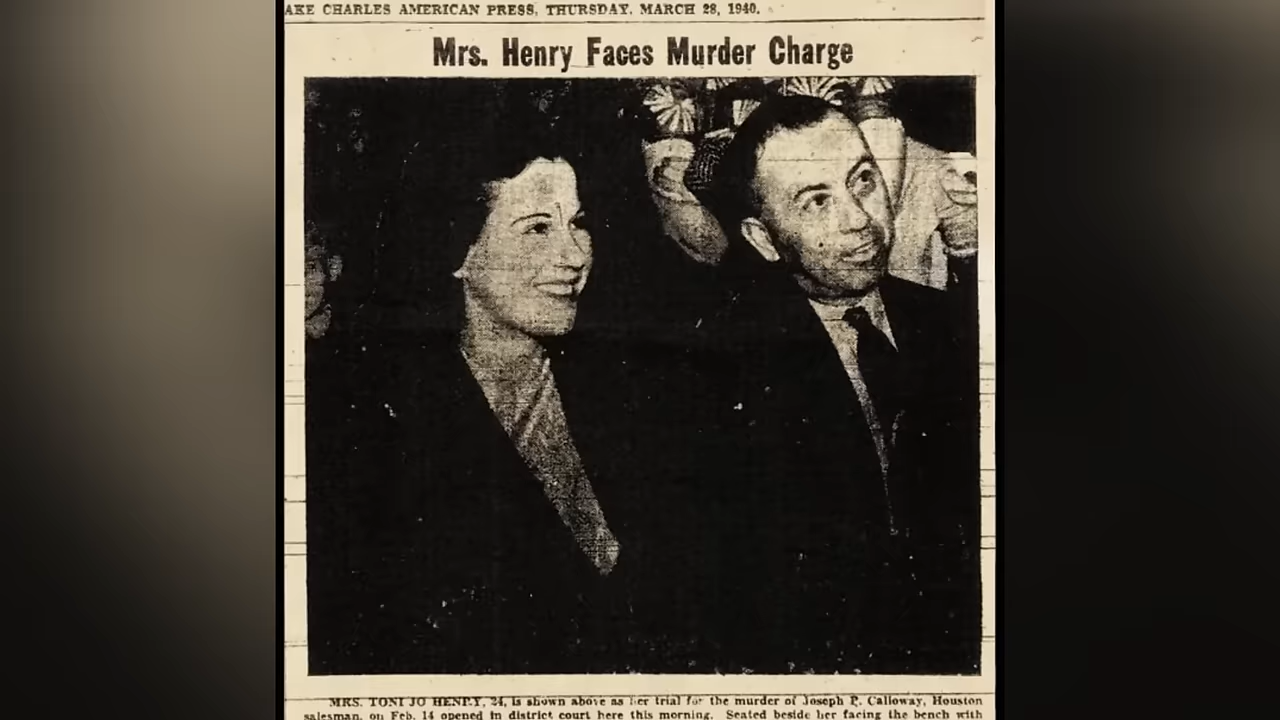 AKE CHARLES AMERICAN PRESS, THURSDAY, MARCH 28, 1940.
Mrs. Henry Faces Murder Charge
MRS. TONI JO HENRY, 24, is shown above as her trial for the murder of Joseph P. Calloway, Houston
salesman, on Feb. 14 opened in district court here this morning. Seated beside her facing the bench with